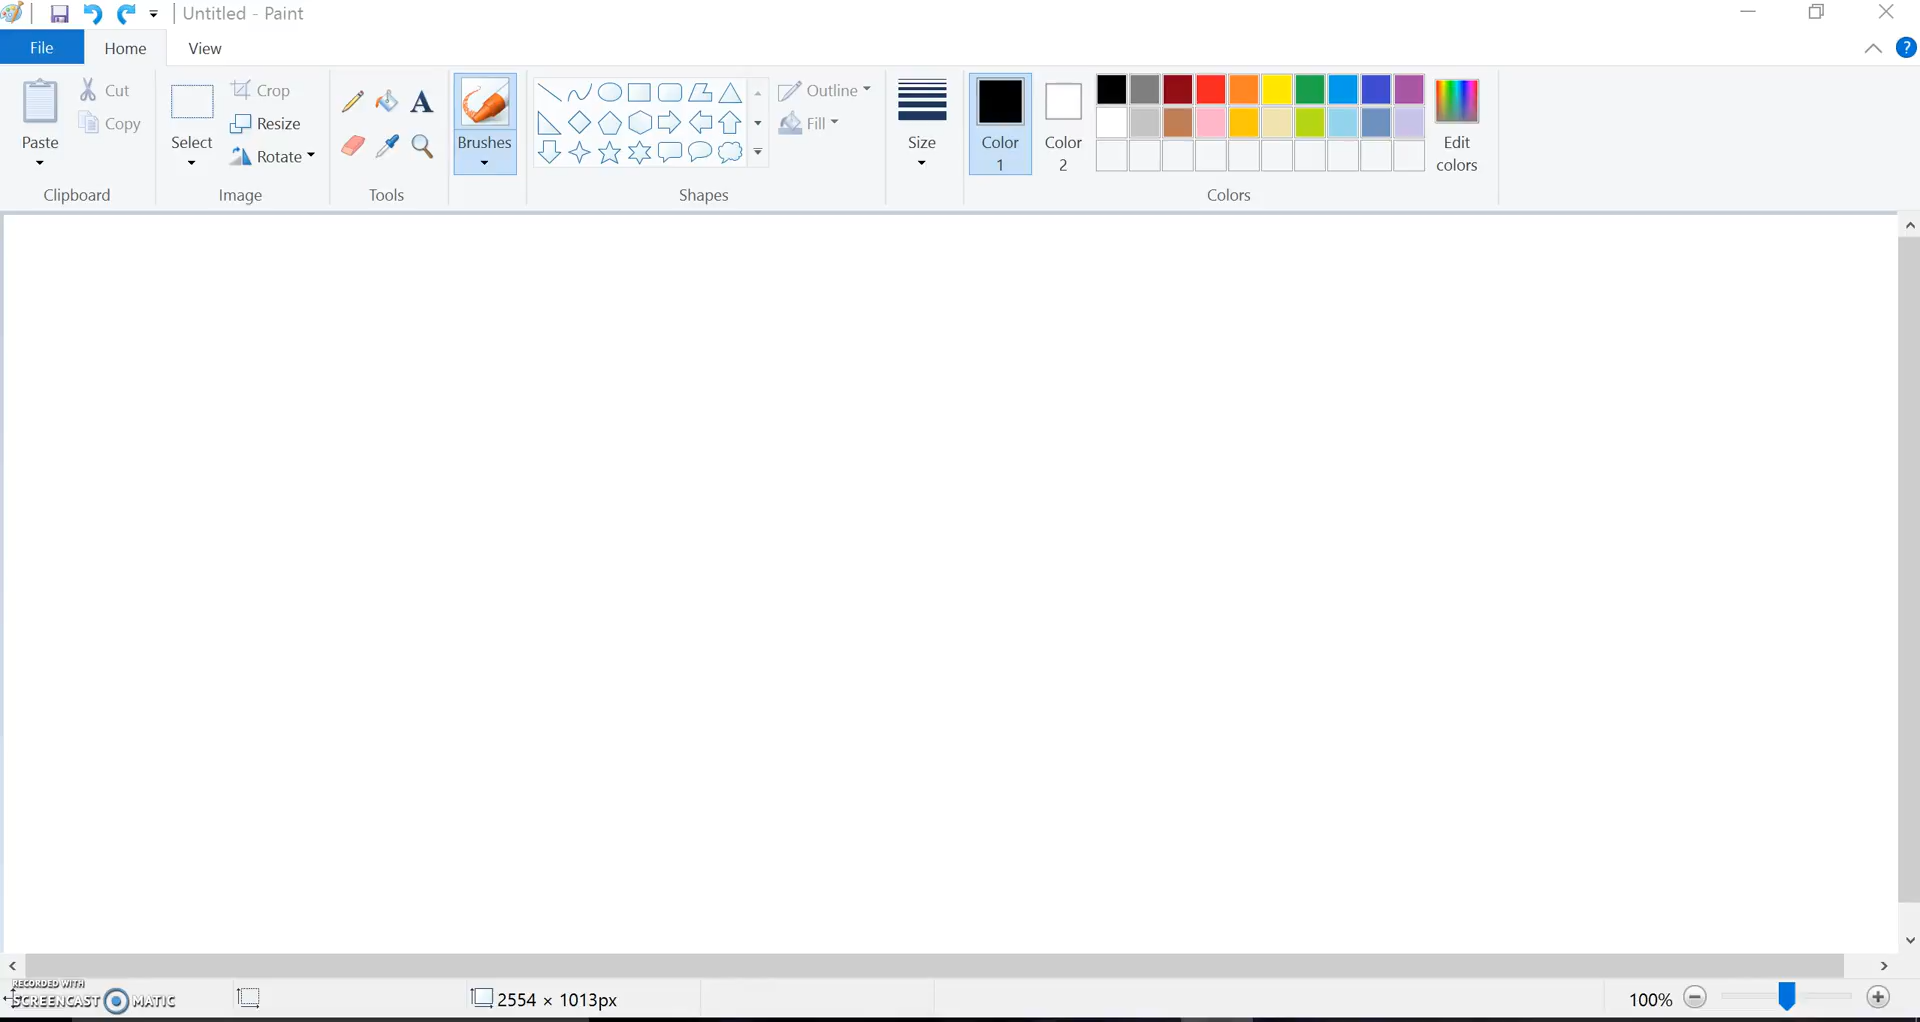 Untitled - Paint
File
Home
View
?
Paste
Cut
Copy
Clipboard
Select
Crop
Resize
Rotate
Image
A
Tools
Brushes
Outline
Fill
Shapes
Size
Color
1
Color
2
Edit
colors
Colors
RECORDED WITH
SCREENCAST MATIC
2554 × 1013px
100%